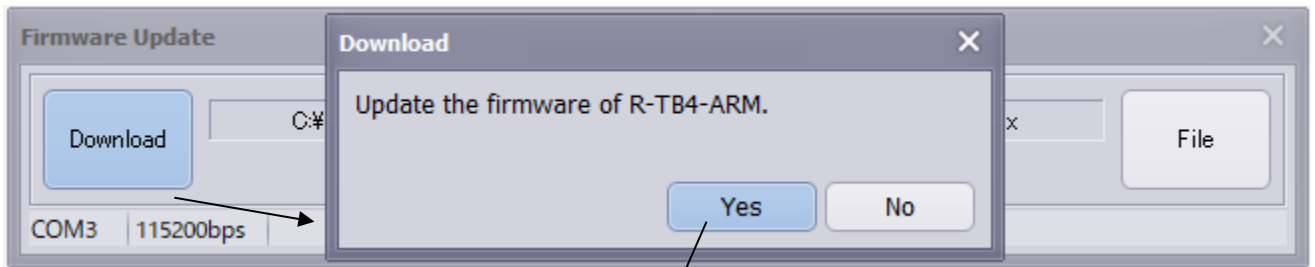 Firmware Update
Download
Update the firmware of R-TB4-ARM.
Download
C:¥
x
File
Yes
No
COM3
115200bps